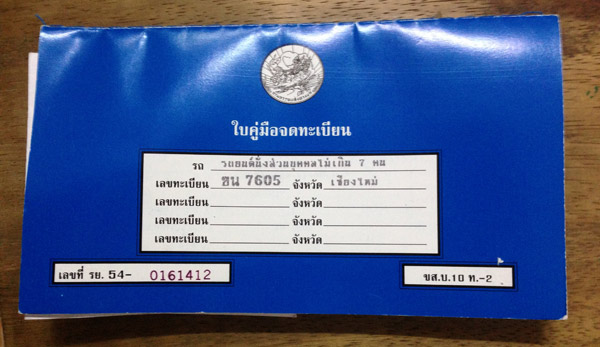 ใบคู่มือจดทะเบียน
รถ รถยนต์นั่งส่วนบุคคลไม่เกิน 7 คน
เลขทะเบียน ขน 7605 จังหวัด เชียงใหม่
เลขทะเบียน จังหวัด
เลขทะเบียน จังหวัด
เลขทะเบียน จังหวัด
เลขที่ รย. 54- 0161412
ขส.บ.10 ท.-2